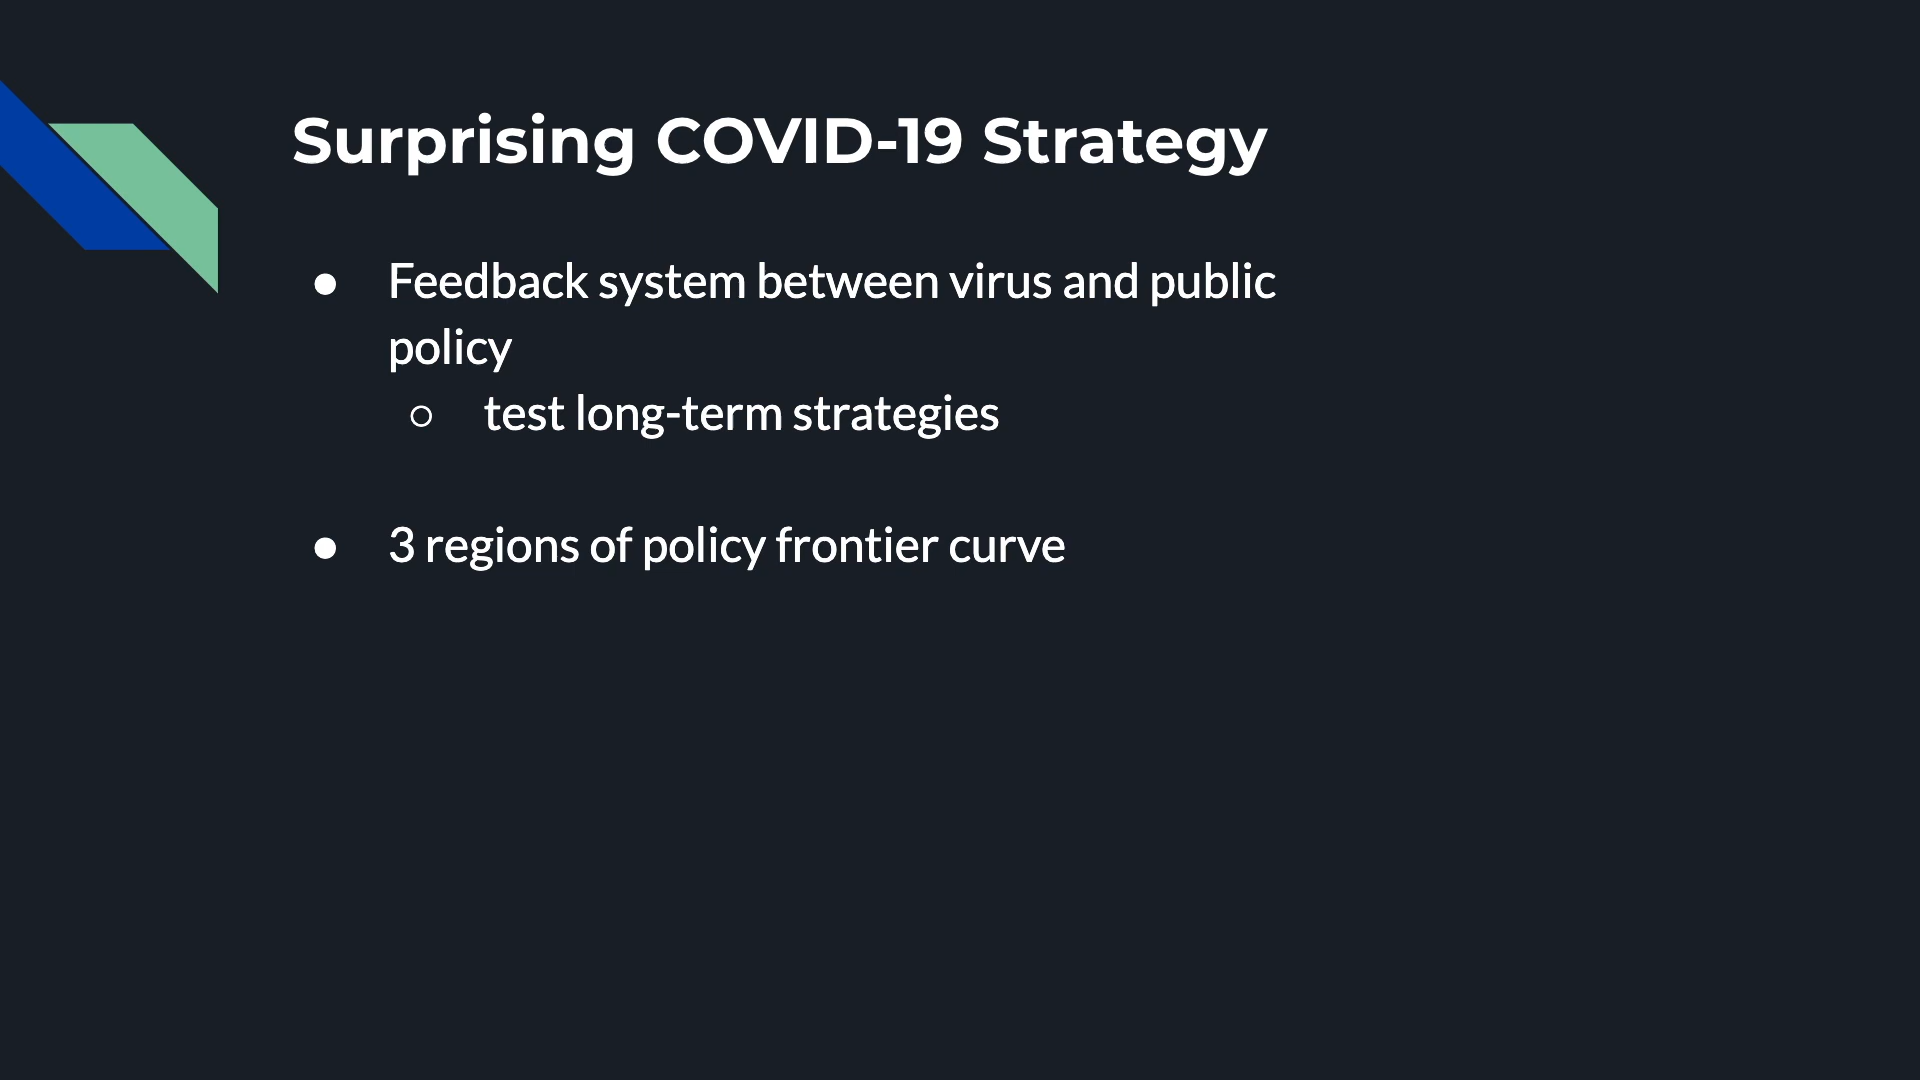 Surprising COVID-19 Strategy
● Feedback system between virus and public
policy
○ test long-term strategies
● 3 regions of policy frontier curve